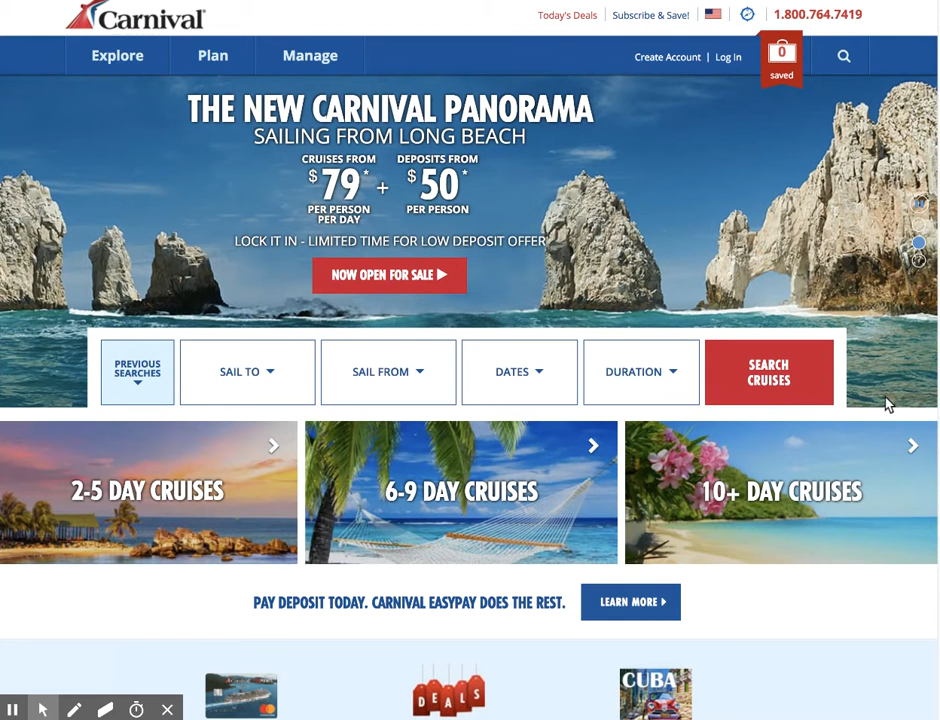 Carnival
Today's Deals
Subscribe & Save!
1.800.764.7419
Explore
Plan
Manage
Create Account | Log In
0
saved
THE NEW CARNIVAL PANORAMA
SAILING FROM LONG BEACH
CRUISES FROM
$79*
PER PERSON
PER DAY
+
DEPOSITS FROM
$50*
PER PERSON
LOCK IT IN - LIMITED TIME FOR LOW DEPOSIT OFFER
NOW OPEN FOR SALE
PREVIOUS
SEARCHES
SAIL TO
SAIL FROM
DATES
DURATION
SEARCH
CRUISES
2-5 DAY CRUISES
6-9 DAY CRUISES
10+ DAY CRUISES
PAY DEPOSIT TODAY. CARNIVAL EASYPAY DOES THE REST.
LEARN MORE
DEALS
CUBA